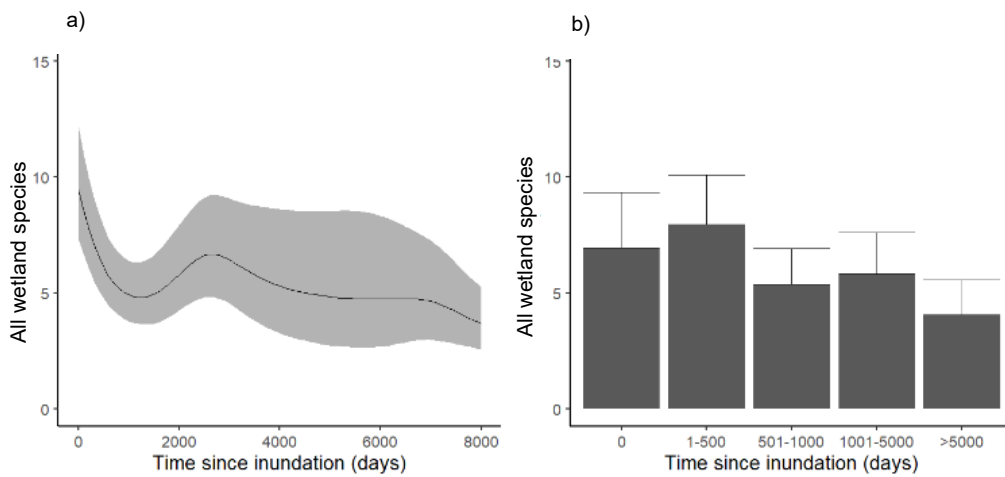 a)
15
10
5
0
All wetland species
0 2000 4000 6000 8000
Time since inundation (days)
b)
15
10
5
0
All wetland species
0 1-500 501-1000 1001-5000 >5000
Time since inundation (days)